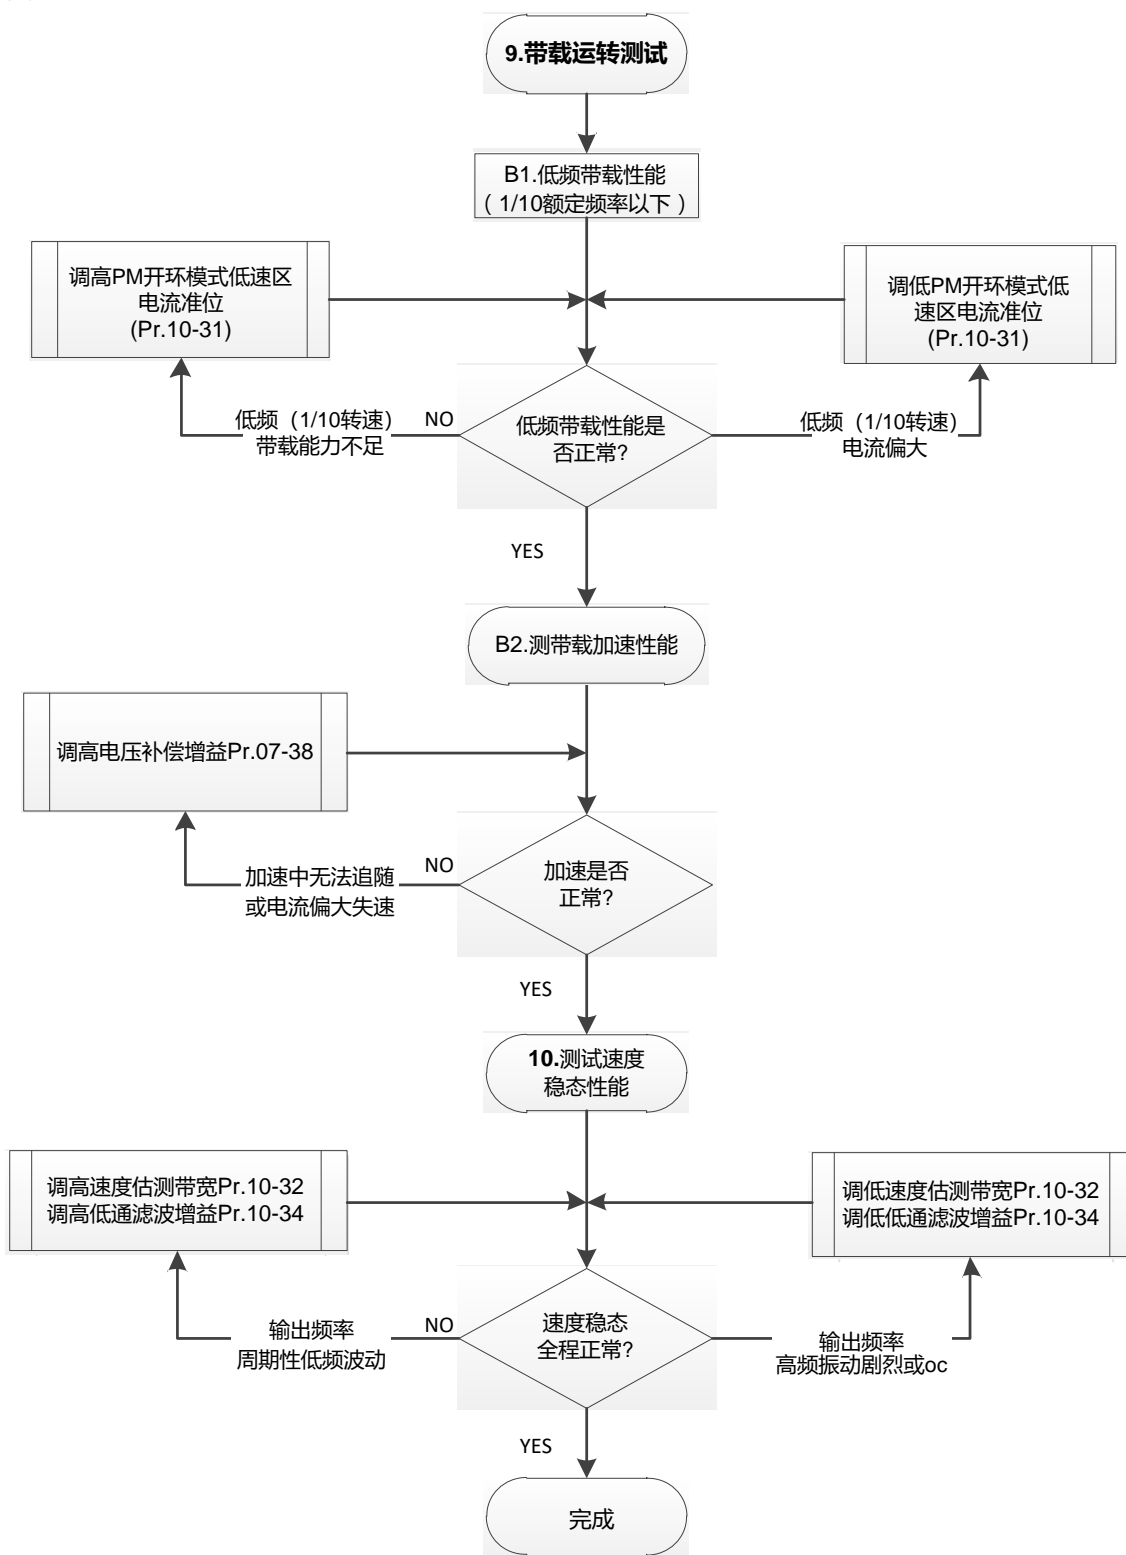 9.带载运转测试
B1.低频带载性能
（1/10额定频率以下）
调高PM开环模式低速区
电流准位
(Pr.10-31)
调低PM开环模式低
速区电流准位
(Pr.10-31)
低频（1/10转速）
带载能力不足
NO
低频带载性能是
否正常?
低频（1/10转速）
电流偏大
YES
B2.测带载加速性能
调高电压补偿增益Pr.07-38
加速中无法追随
或电流偏大失速
NO
加速是否
正常?
YES
10.测试速度
稳态性能
调高速度估测带宽Pr.10-32
调高低通滤波增益Pr.10-34
调低速度估测带宽Pr.10-32
调低低通滤波增益Pr.10-34
输出频率
周期性低频波动
NO
速度稳态
全程正常?
输出频率
高频振动剧烈或oc
YES
完成